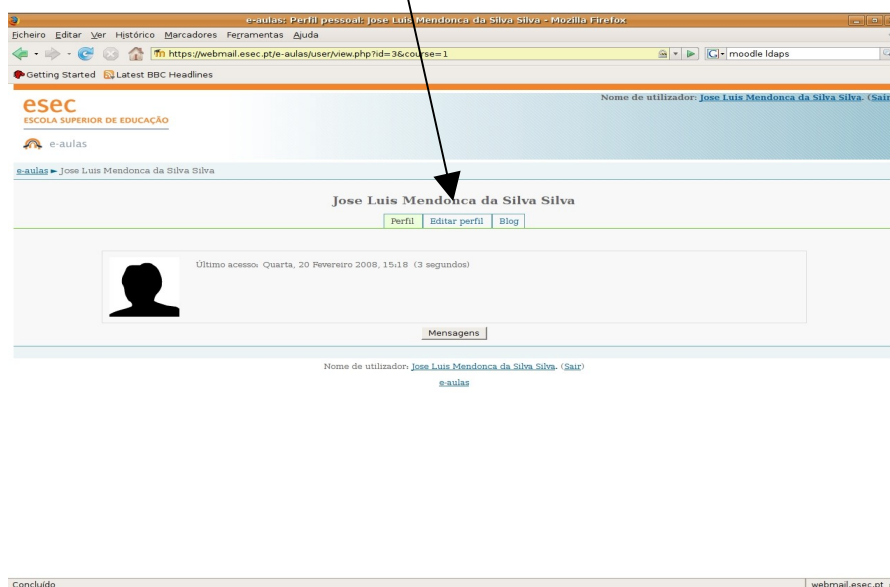 e-aulas: Perfil pessoal: Jose Luis Mendonca da Silva Silva - Mozilla Firefox
Ficheiro Editar Ver Histórico Marcadores Ferramentas Ajuda
https://webmail.esec.pt/e-aulas/user/view.php?id=3&course=1
moodle ldaps
Getting Started Latest BBC Headlines
esec
ESCOLA SUPERIOR DE EDUCAÇÃO
Nome de utilizador: Jose Luis Mendonca da Silva Silva. (Sair
e-aulas
e-aulas ► Jose Luis Mendonca da Silva Silva
Jose Luis Mendonca da Silva Silva
Perfil Editar perfil Blog
Último acesso: Quarta, 20 Fevereiro 2008, 15:18 (3 segundos)
Mensagens
Nome de utilizador: Jose Luis Mendonca da Silva Silva. (Sair)
e-aulas
Concluído webmail.esec.pt